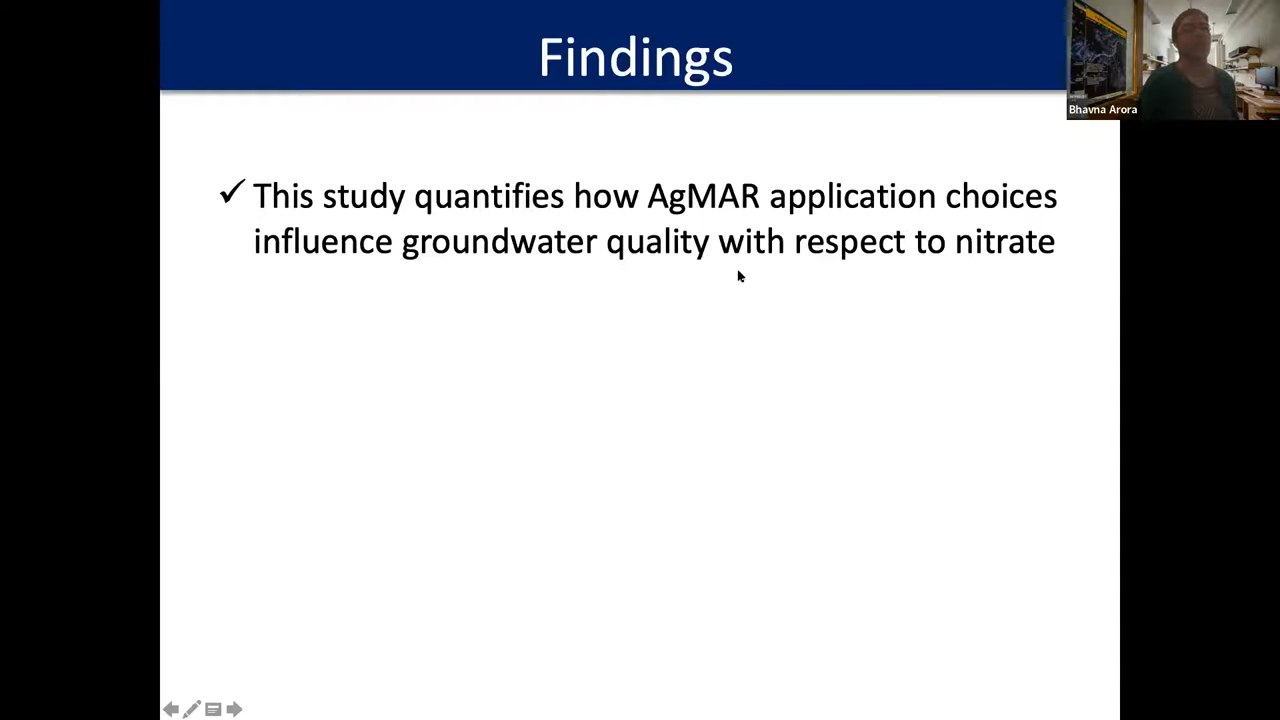 Findings
Bhavna Arora
✓ This study quantifies how AgMAR application choices
influence groundwater quality with respect to nitrate